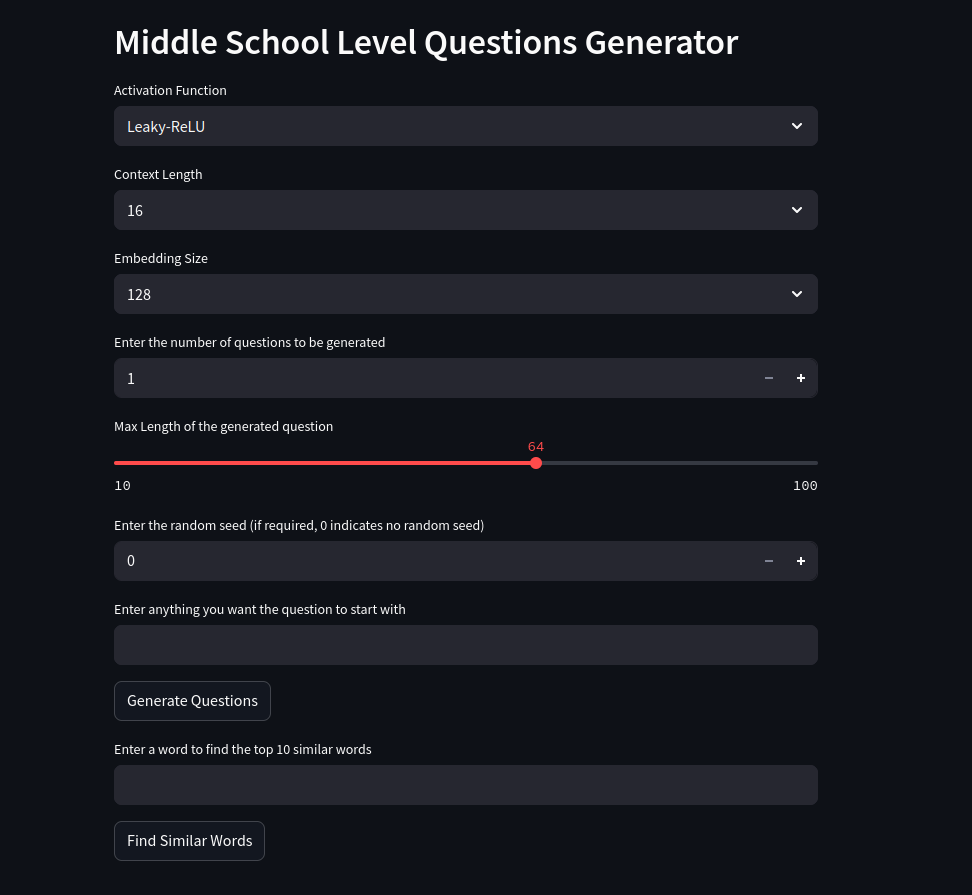 Middle School Level Questions Generator
Activation Function
Leaky-ReLU
Context Length
16
Embedding Size
128
Enter the number of questions to be generated
1
Max Length of the generated question
64
10 100
Enter the random seed (if required, 0 indicates no random seed)
0
Enter anything you want the question to start with
Generate Questions
Enter a word to find the top 10 similar words
Find Similar Words